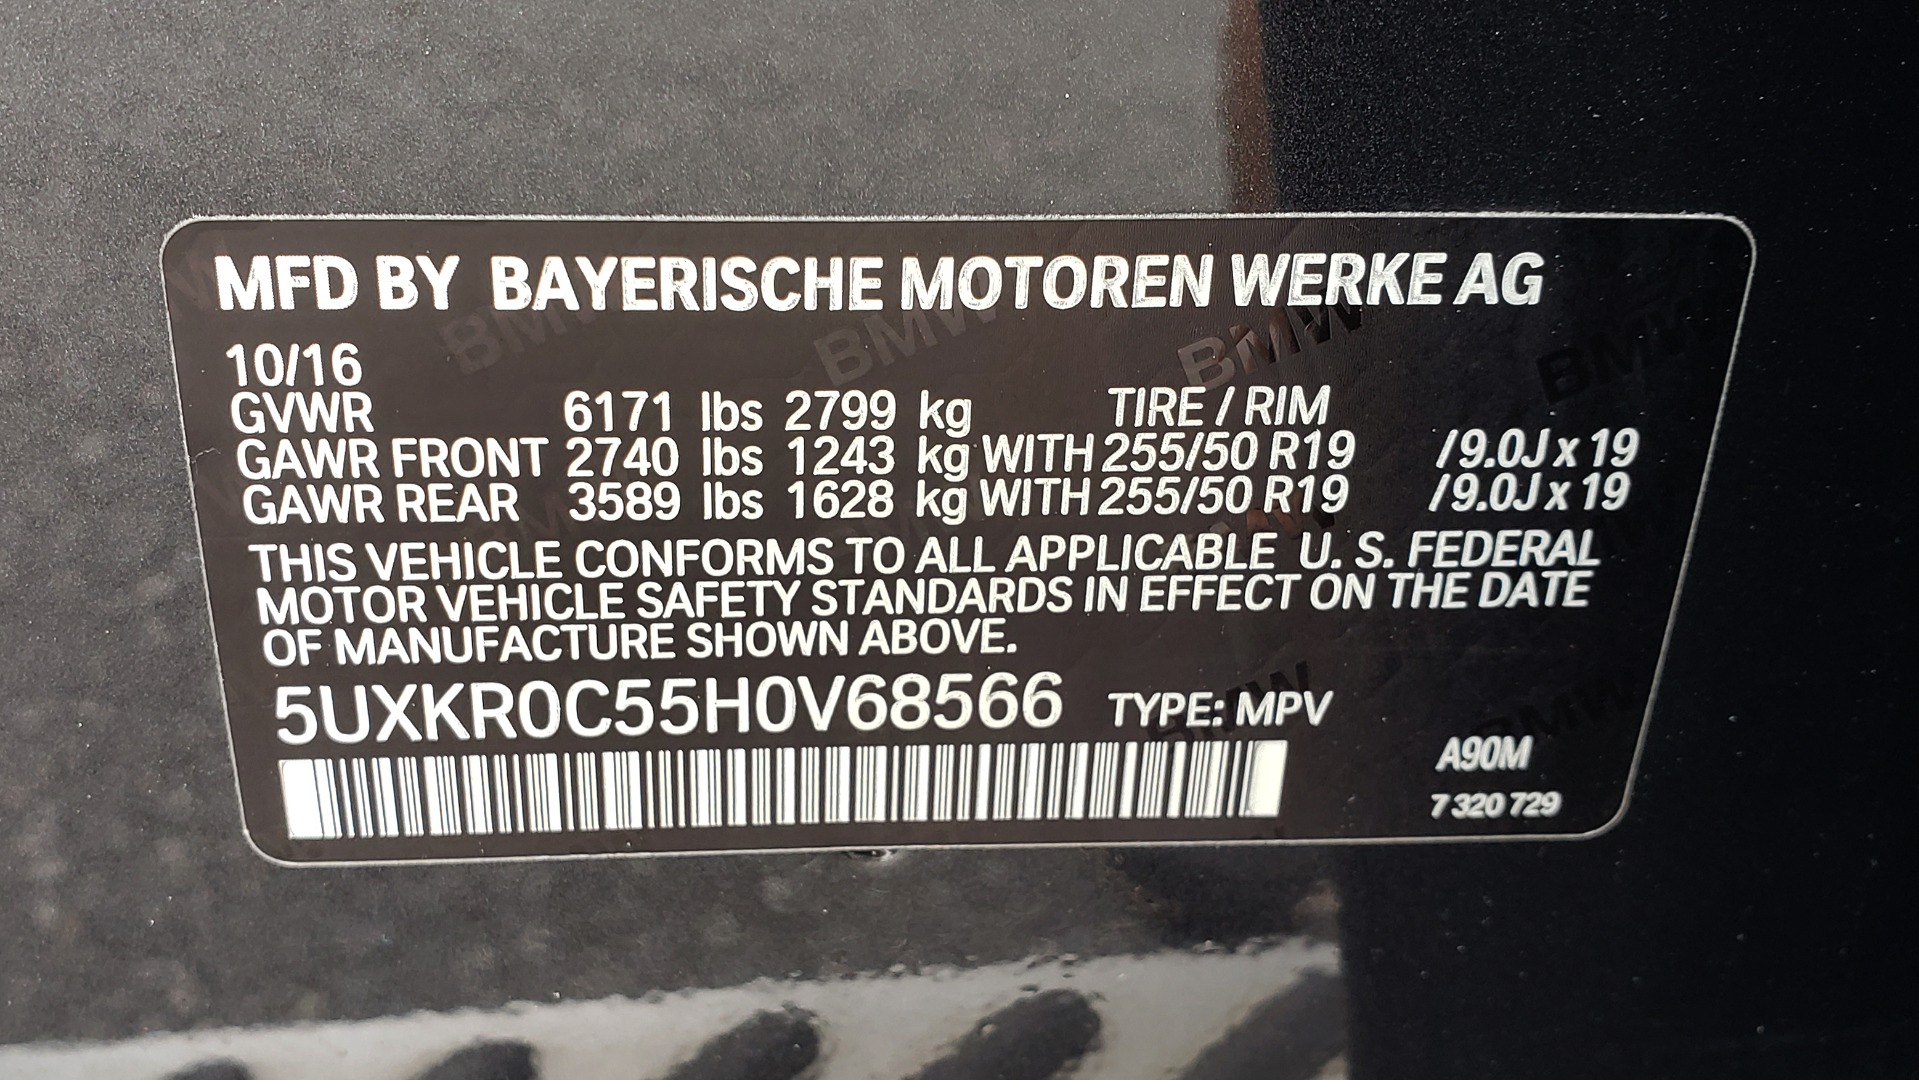 MFD BY BAYERISCHE MOTOREN WERKE AG
10/16
GVWR 6171 lbs 2799 kg TIRE / RIM
GAWR FRONT 2740 lbs 1243 kg WITH 255/50 R19 /9.0J x 19
GAWR REAR 3589 lbs 1628 kg WITH 255/50 R19 /9.0J x 19
THIS VEHICLE CONFORMS TO ALL APPLICABLE U. S. FEDERAL
MOTOR VEHICLE SAFETY STANDARDS IN EFFECT ON THE DATE
OF MANUFACTURE SHOWN ABOVE.
5UXKR0C55H0V68566 TYPE: MPV
A90M
7 320 729